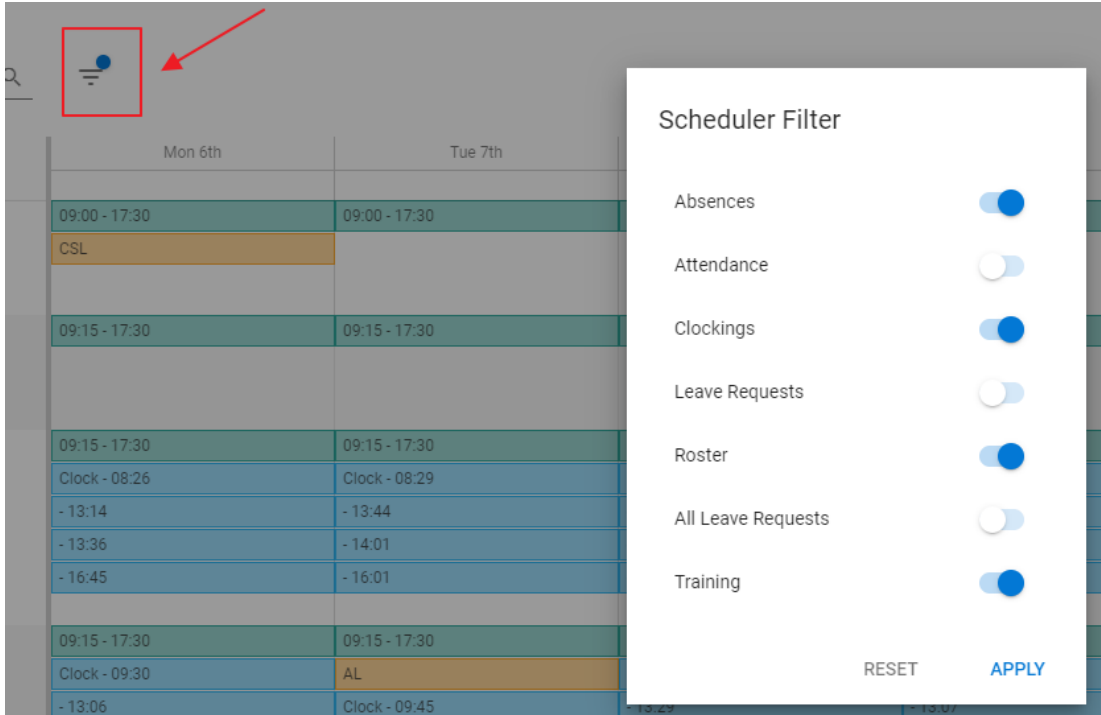 Scheduler Filter
Mon 6th Tue 7th
Absences
09:00 - 17:30 09:00 - 17:30
CSL
Attendance
09:15 - 17:30 09:15 - 17:30
Clockings
Leave Requests
09:15 - 17:30 09:15 - 17:30
Roster
Clock - 08:26 Clock - 08:29
- 13:14 - 13:44
All Leave Requests
- 13:36 - 14:01
- 16:45 - 16:01
Training
09:15 - 17:30 09:15 - 17:30
Clock - 09:30 AL
RESET APPLY
- 13:06 Clock - 09:45 - 13:29 - 13:07